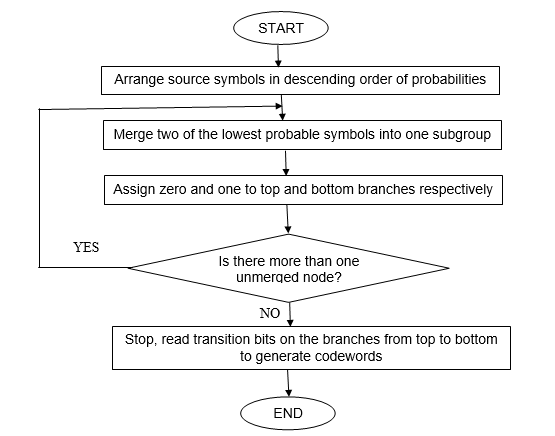 START
Arrange source symbols in descending order of probabilities
Merge two of the lowest probable symbols into one subgroup
Assign zero and one to top and bottom branches respectively
YES
Is there more than one
unmerged node?
NO
Stop, read transition bits on the branches from top to bottom
to generate codewords
END